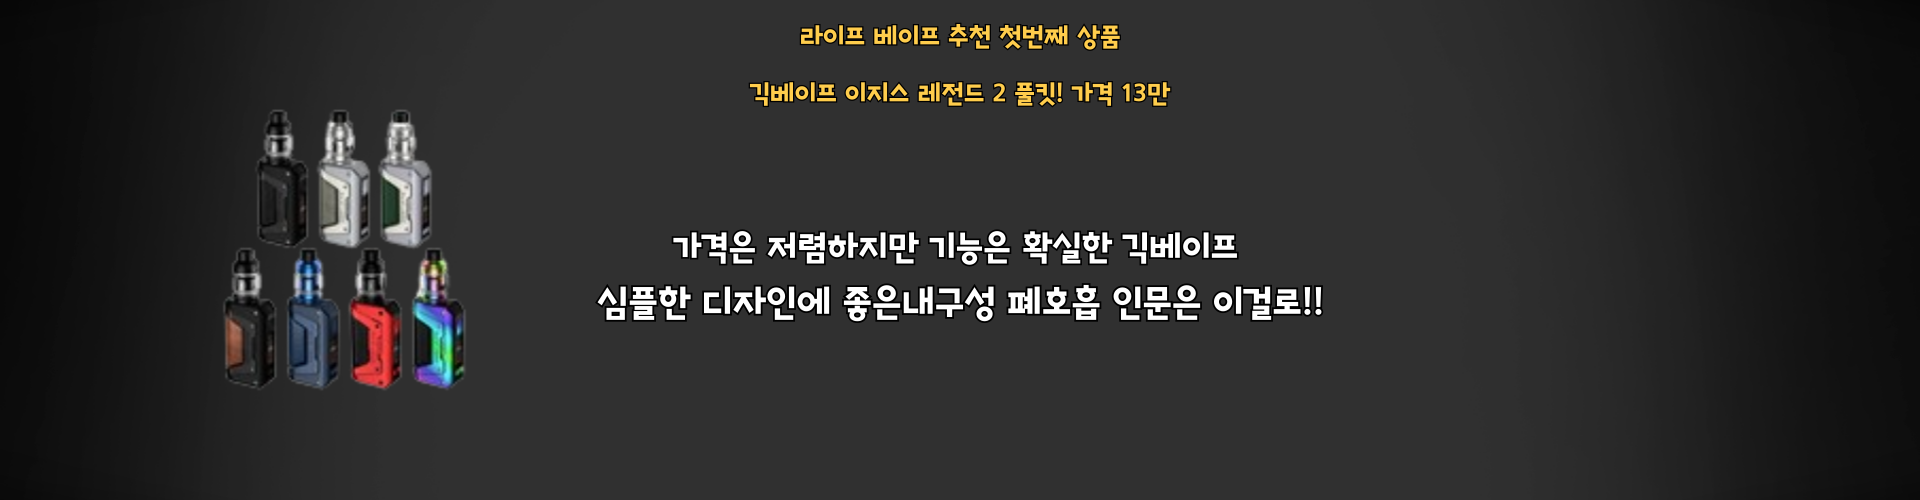 라이프 베이프 추천 첫번째 상품
긱베이프 이지스 레전드 2 풀킷! 가격 13만
가격은 저렴하지만 기능은 확실한 긱베이프
심플한 디자인에 좋은내구성 폐호흡 인문은 이걸로!!